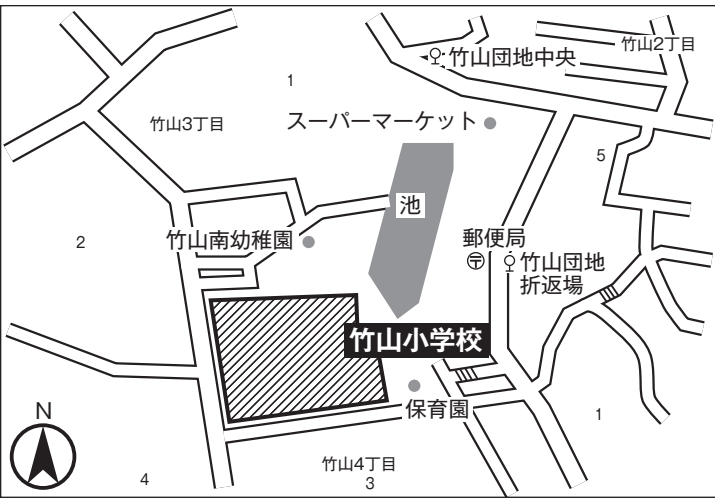 竹山団地中央
竹山2丁目
1
竹山3丁目
スーパーマーケット
5
池
2
竹山南幼稚園
郵便局
〒
竹山団地
折返場
竹山小学校
保育園
1
N
竹山4丁目
3
4